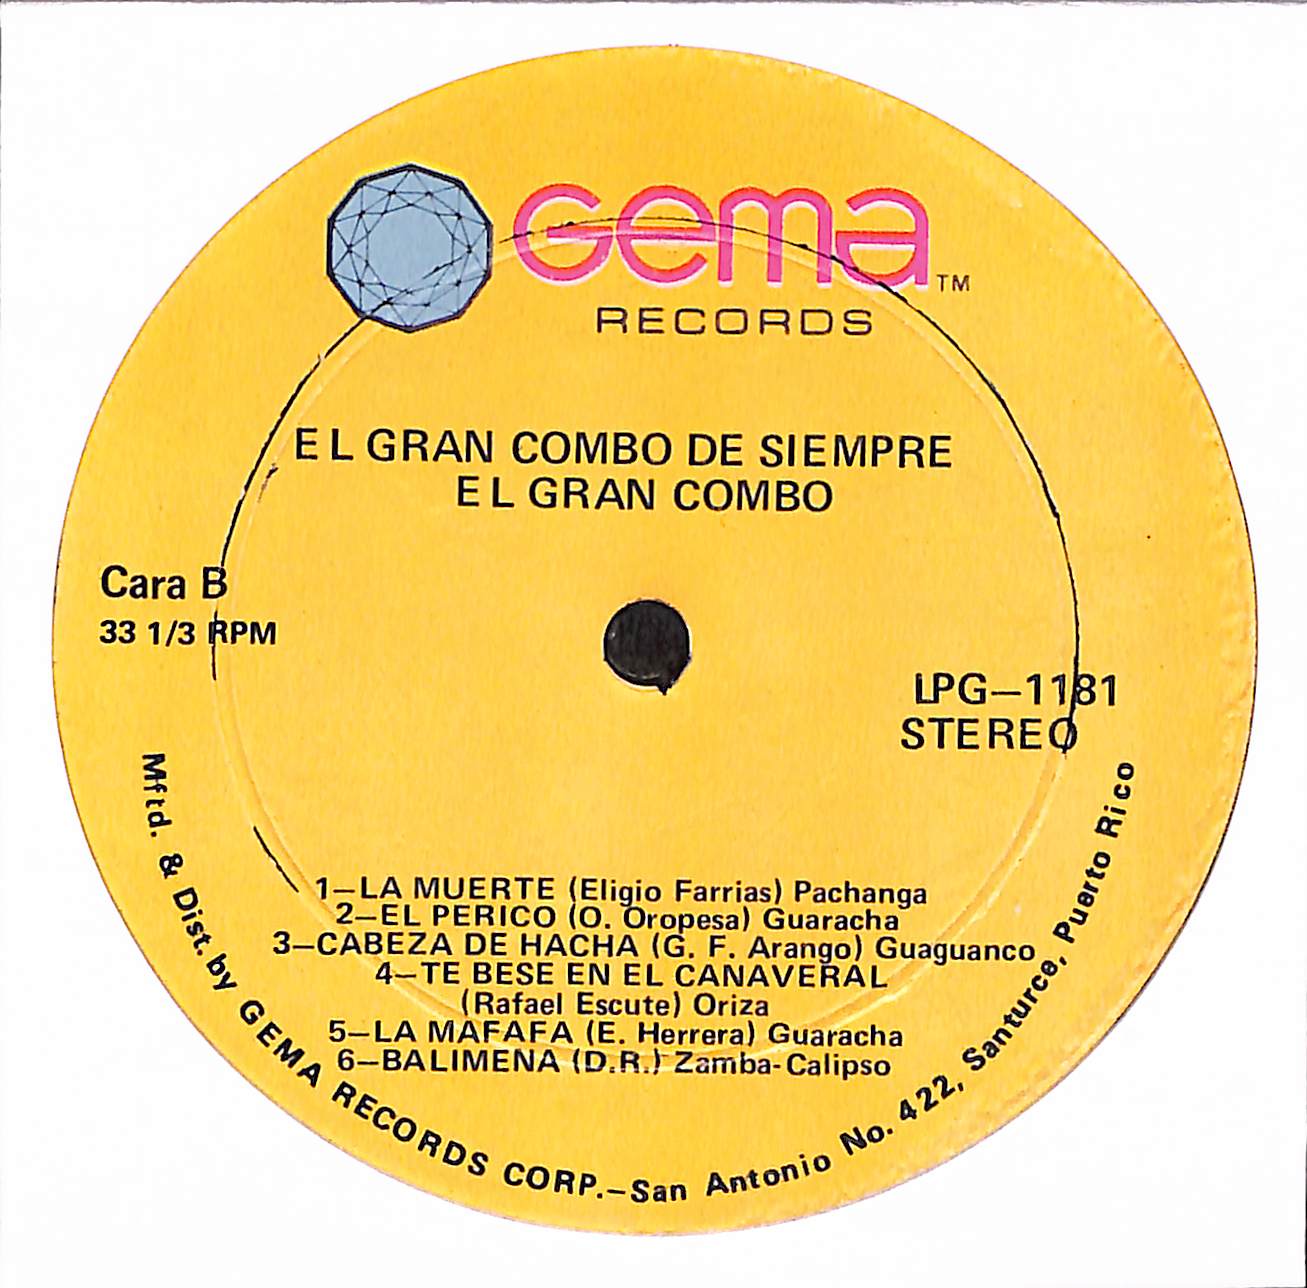 Gema TM
RECORDS
EL GRAN COMBO DE SIEMPRE
EL GRAN COMBO
Cara B
33 1/3 RPM
LPG—1181
STEREO
1—LA MUERTE (Eligio Farrias) Pachanga
2—EL PERICO (O. Oropesa) Guaracha
3—CABEZA DE HACHA (G. F. Arango) Guaguanco
4—TE BESE EN EL CANAVERAL
(Rafael Escute) Oriza
5—LA MAFAFA (E. Herrera) Guaracha
6—BALIMENA (D.R.) Zamba-Calipso
Mftd. & Dist. by GEMA RECORDS CORP.—San Antonio No. 422, Santurce, Puerto Rico